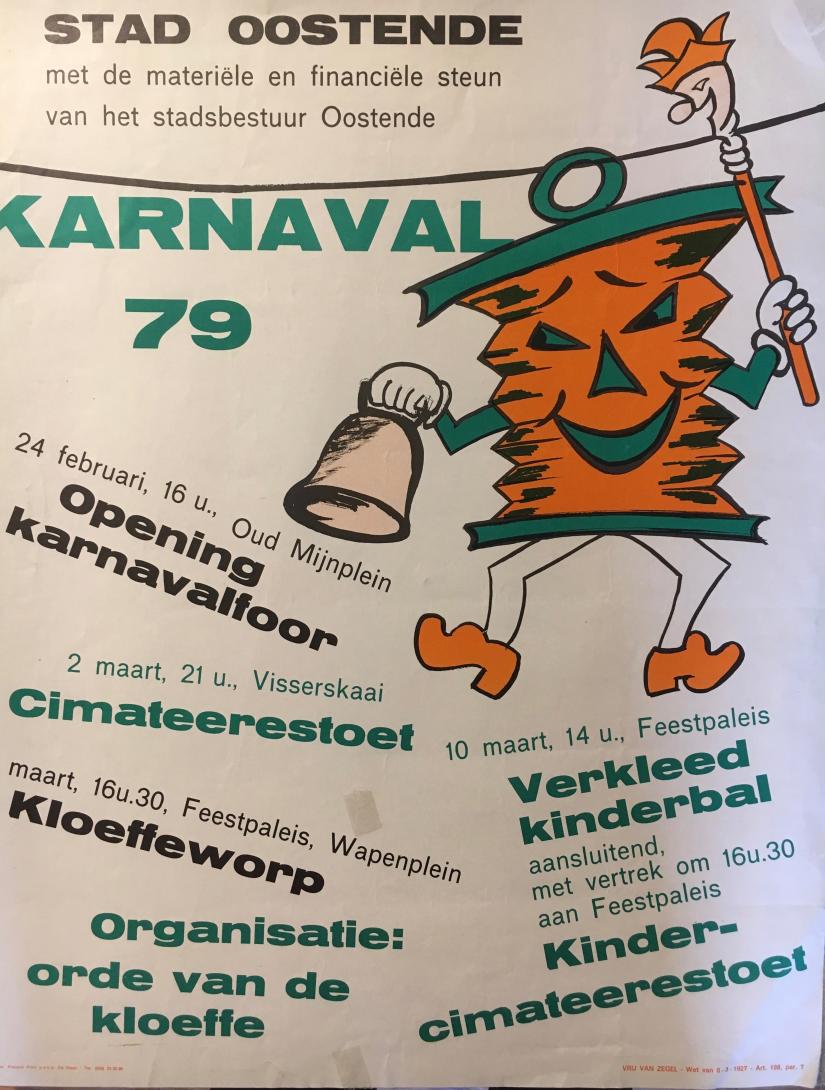 STAD OOSTENDE
met de materiële en financiële steun
van het stadsbestuur Oostende
KARNAVAL
79
24 februari, 16 u., Oud Mijnplein
Opening
karnavalfoor
2 maart, 21 u., Visserskaai
Cimateerestoet
maart, 16u.30, Feestpaleis, Wapenplein
Kloeffeworp
Organisatie:
orde van de
kloeffe
10 maart, 14 u., Feestpaleis
Verkleed
kinderbal
aansluitend,
met vertrek om 16u.30
aan Feestpaleis
Kinder-
cimateerestoet
VRIJ VAN ZEGEL - Wet van